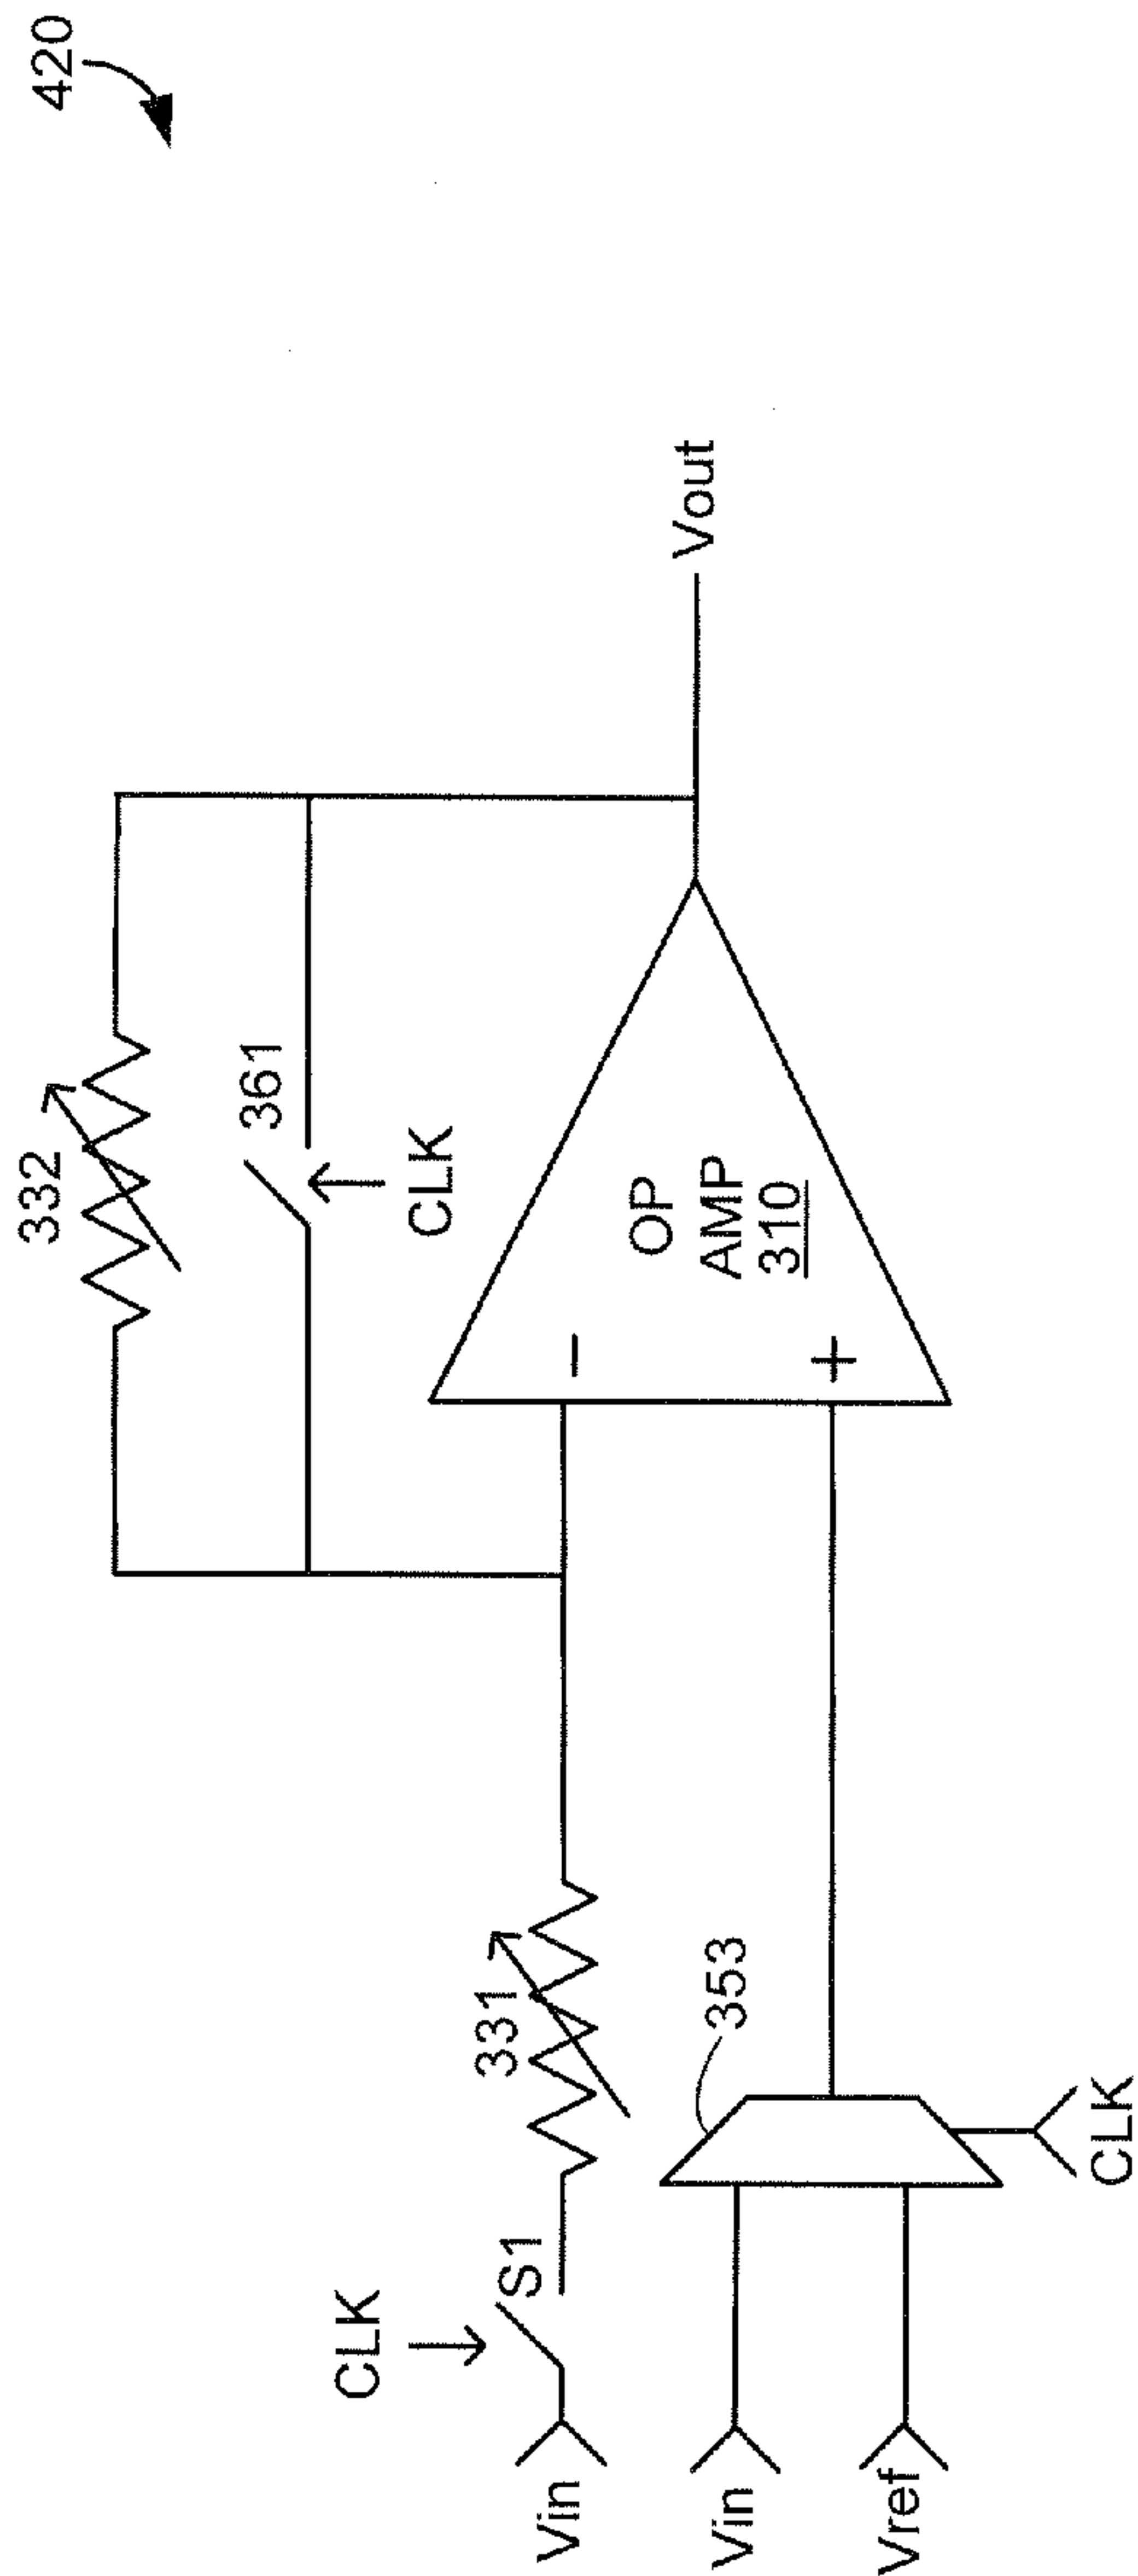 420
332
361
CLK
OP
AMP
310
−
+
Vout
CLK
S1
331
353
Vin
Vin
Vref
CLK